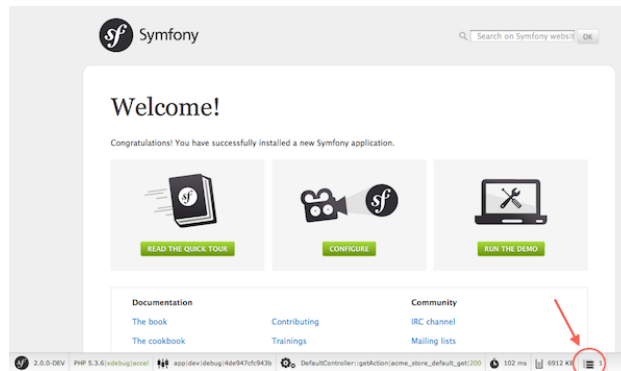 Symfony
Search on Symfony websit OK
Welcome!
Congratulations! You have successfully installed a new Symfony application.
READ THE QUICK TOUR
CONFIGURE
RUN THE DEMO
Documentation
Community
The book
Contributing
IRC channel
The cookbook
Trainings
Mailing lists
2.0.0-DEV PHP 5.3.6|xdebug|accel app|dev|debug|4de947cfc943b DefaultController::getAction|acme_store_default_get|200 102 ms 6912 KB 1